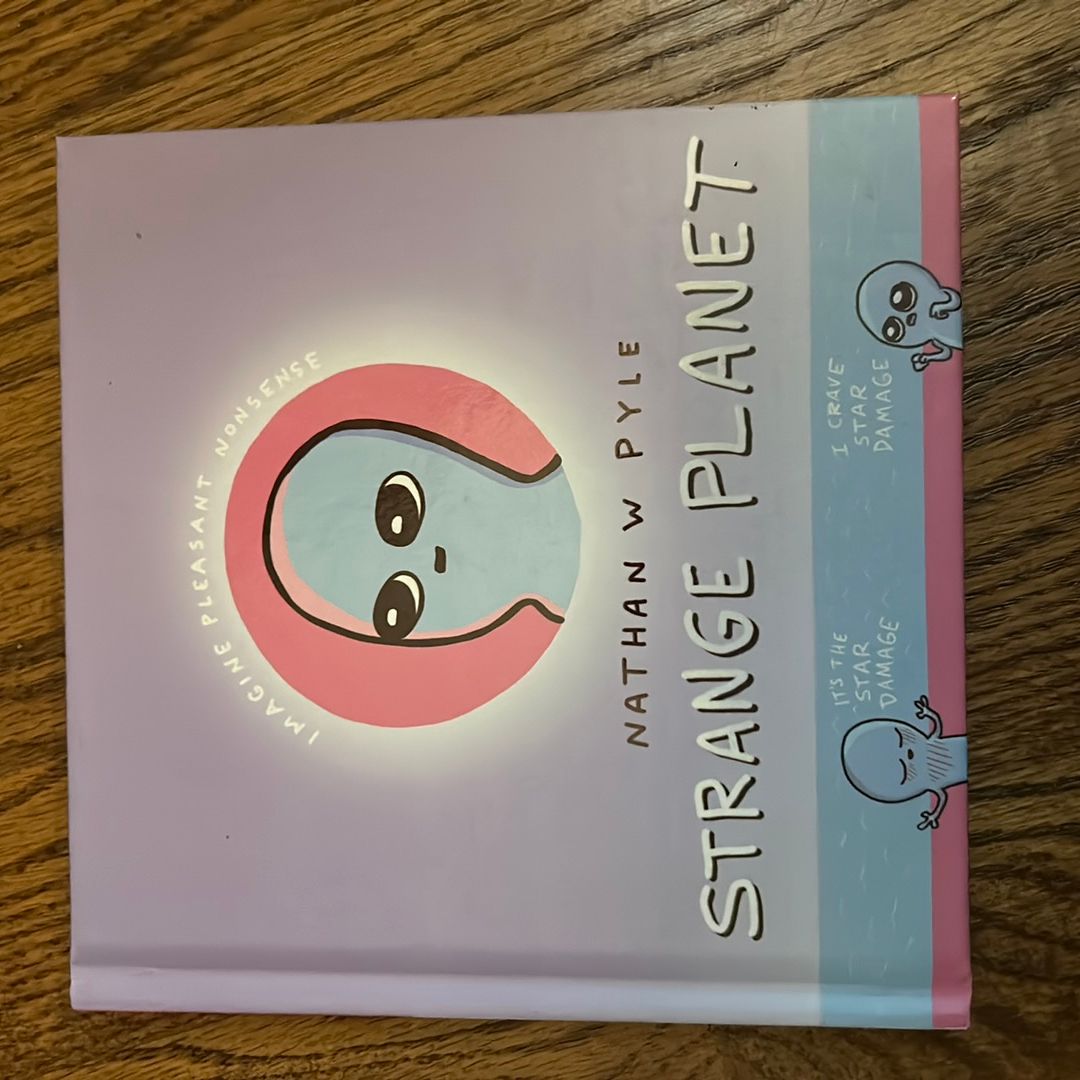 IMAGINE PLEASANT NONSENSE
NATHAN W PYLE
STRANGE PLANET
IT'S THE
STAR
DAMAGE
I CRAVE
STAR
DAMAGE